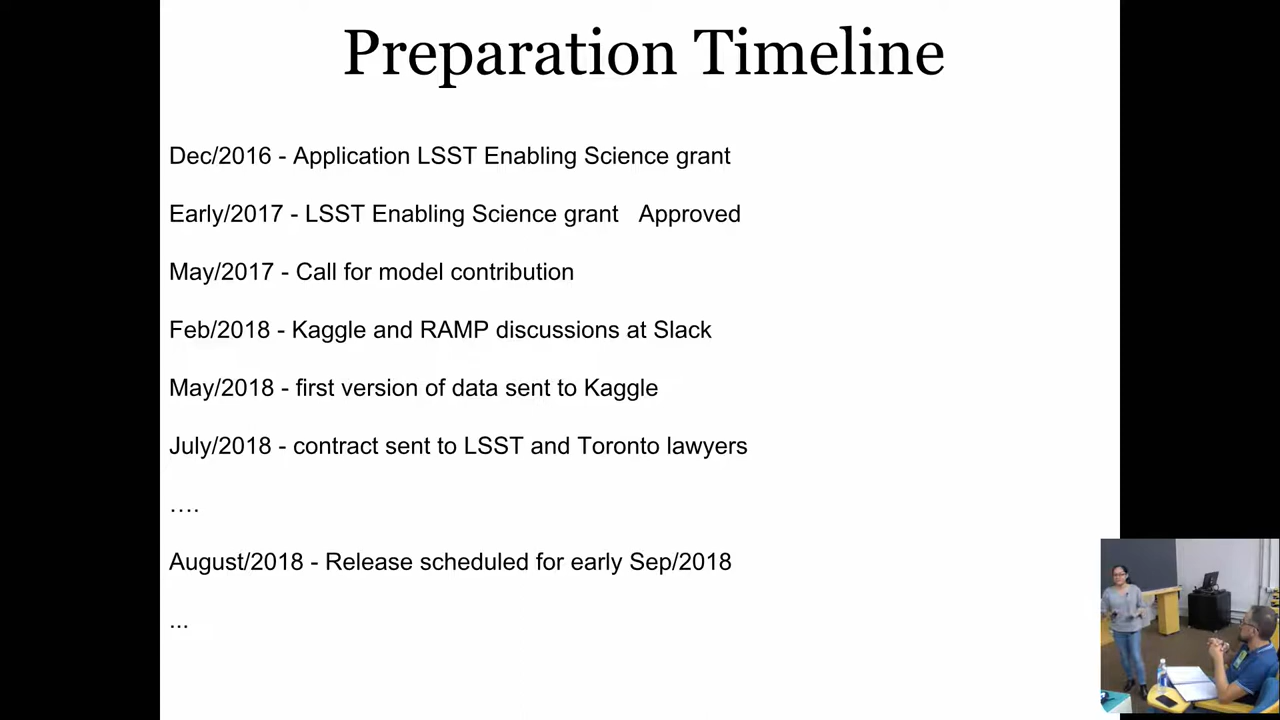 Preparation Timeline
Dec/2016 - Application LSST Enabling Science grant
Early/2017 - LSST Enabling Science grant   Approved
May/2017 - Call for model contribution
Feb/2018 - Kaggle and RAMP discussions at Slack
May/2018 - first version of data sent to Kaggle
July/2018 - contract sent to LSST and Toronto lawyers
....
August/2018 - Release scheduled for early Sep/2018
...